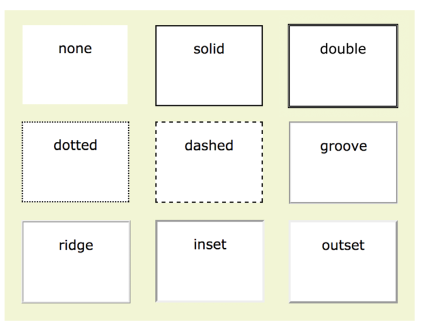 none
solid
double
dotted
dashed
groove
ridge
inset
outset